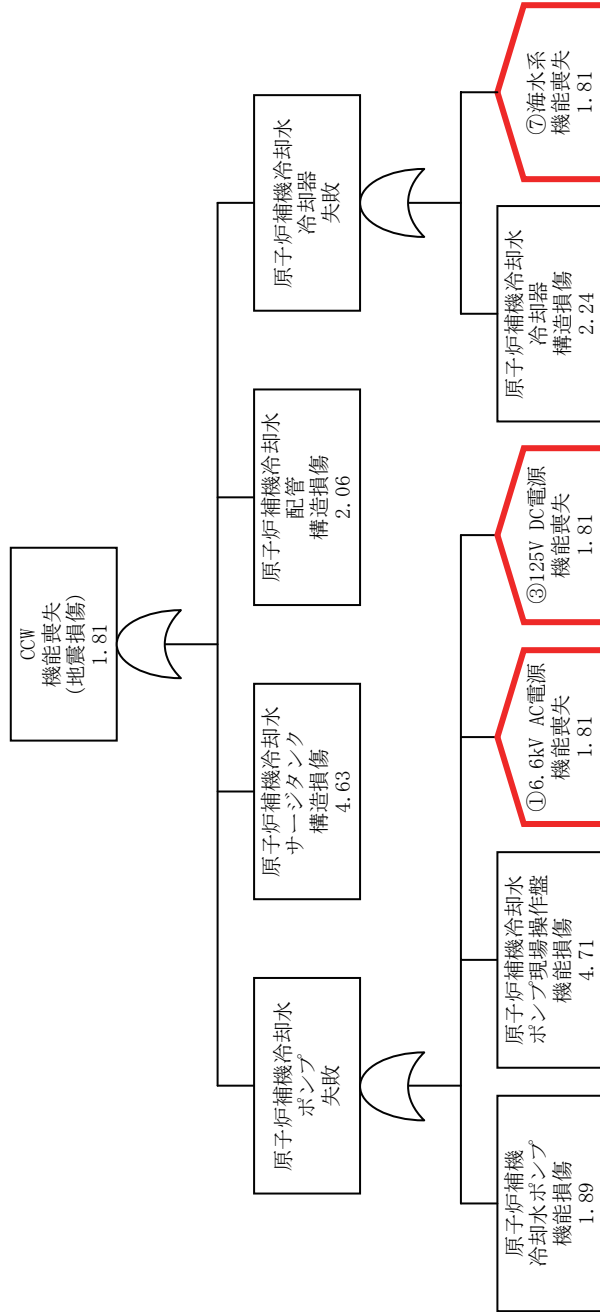 CCW
機能喪失
(地震損傷)
1.81
原子炉補機冷却水
ポンプ
失敗
原子炉補機冷却水
サージタンク
構造損傷
4.63
原子炉補機冷却水
配管
構造損傷
2.06
原子炉補機冷却水
冷却器
失敗
原子炉補機
冷却水ポンプ
機能損傷
1.89
原子炉補機冷却水
ポンプ現場操作盤
機能損傷
4.71
①6.6kV AC電源
機能喪失
1.81
③125V DC電源
機能喪失
1.81
原子炉補機冷却水
冷却器
構造損傷
2.24
⑦海水系
機能喪失
1.81